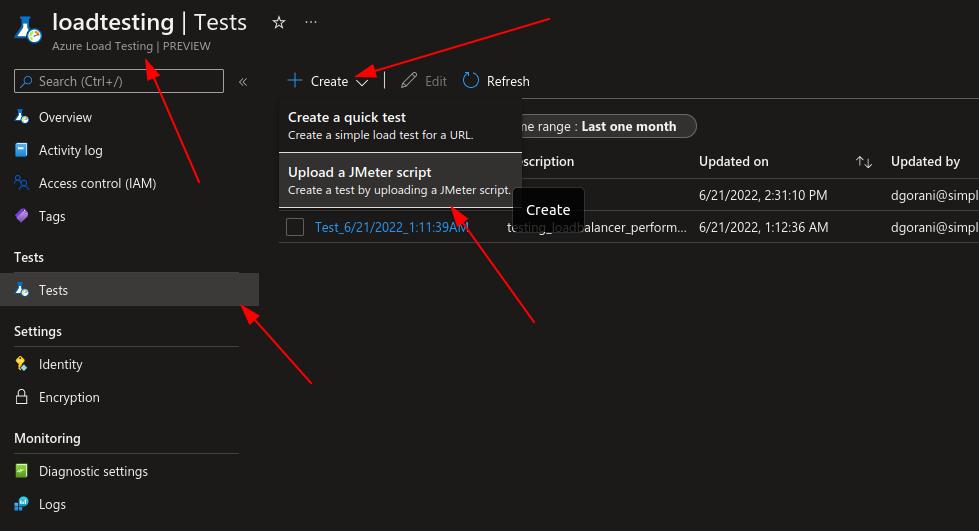 loadtesting | Tests
Azure Load Testing | PREVIEW
Search (Ctrl+/)
Overview
Activity log
Access control (IAM)
Tags
Tests
Tests
Settings
Identity
Encryption
Monitoring
Diagnostic settings
Logs
Create
Edit
Refresh
Create a quick test
Create a simple load test for a URL.
Upload a JMeter script
Create a test by uploading a JMeter script.
Create
me range : Last one month
scription
Updated on
Updated by
6/21/2022, 2:31:10 PM
dgorani@simpl
Test_6/21/2022_1:11:39AM
testing_loadbalancer_perform...
6/21/2022, 1:12:36 AM
dgorani@simpl